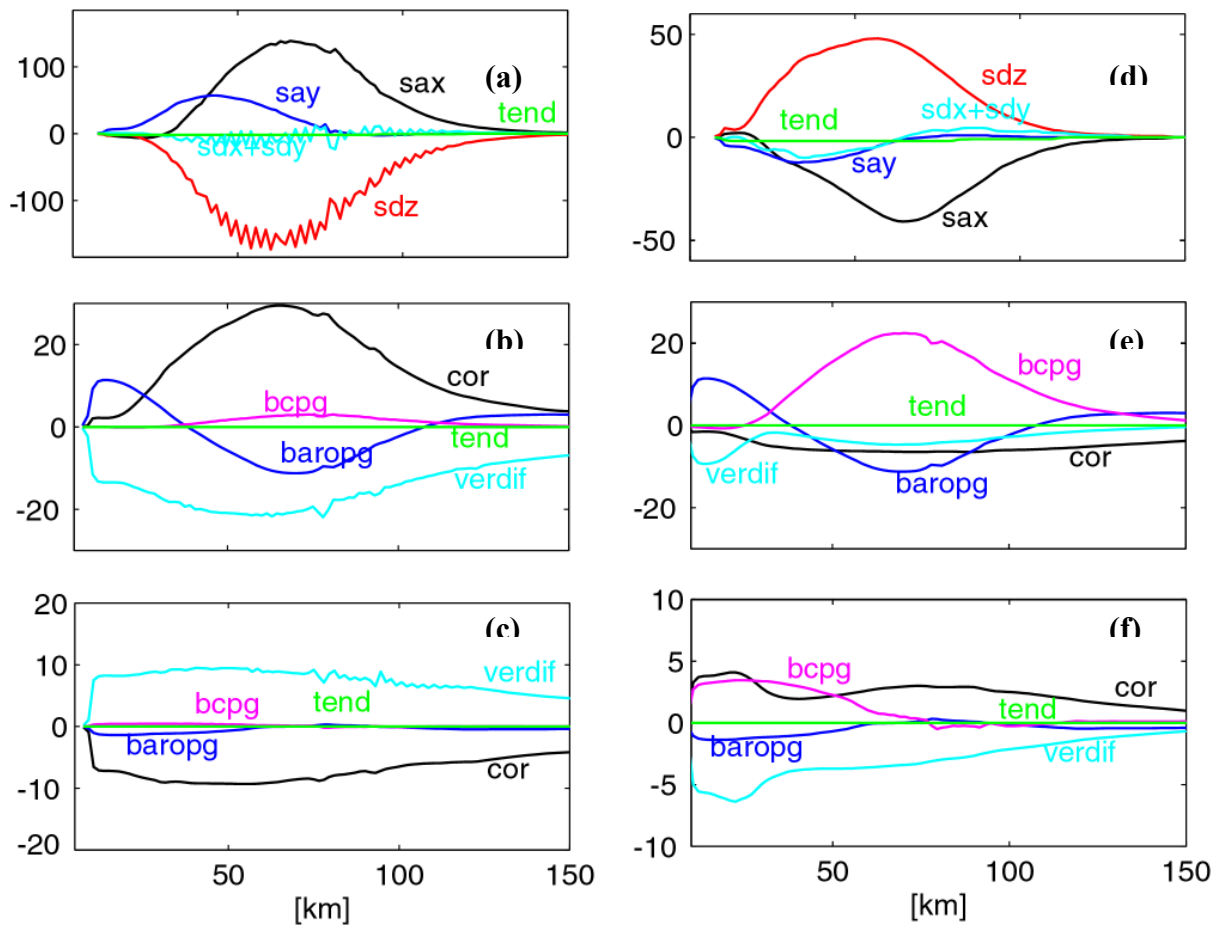 (a)
100
0
-100
sax
say
tend
sdx+sdy
sdz
(d)
50
0
-50
sdz
tend
sdx+sdy
say
sax
(b)
20
0
-20
cor
bcpg
tend
baropg
verdif
(e)
20
0
-20
bcpg
tend
verdif
cor
baropg
(c)
20
10
0
-10
-20
verdif
bcpg
tend
baropg
cor
50
100
150
[km]
(f)
10
5
0
-5
-10
bcpg
cor
tend
baropg
verdif
50
100
150
[km]